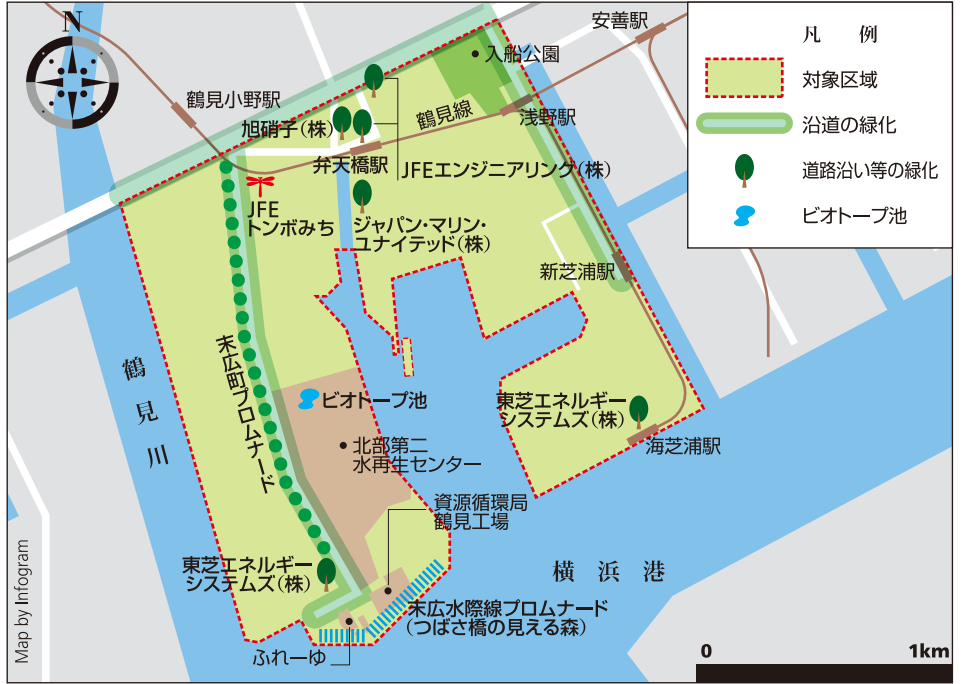 N
安善駅
凡 例
入船公園
対象区域
鶴見小野駅
鶴見線
浅野駅
沿道の緑化
旭硝子(株)
弁天橋駅
JFEエンジニアリング(株)
道路沿い等の緑化
JFE
トンボみち
ジャパン・マリン・
ユナイテッド(株)
ビオトープ池
新芝浦駅
鶴見川
末広町プロムナード
ビオトープ池
東芝エネルギー
システムズ(株)
北部第二
水再生センター
海芝浦駅
資源循環局
鶴見工場
東芝エネルギー
システムズ(株)
横浜港
末広水際線プロムナード
(つばさ橋の見える森)
ふれーゆ
0 1km
Map by Infogram